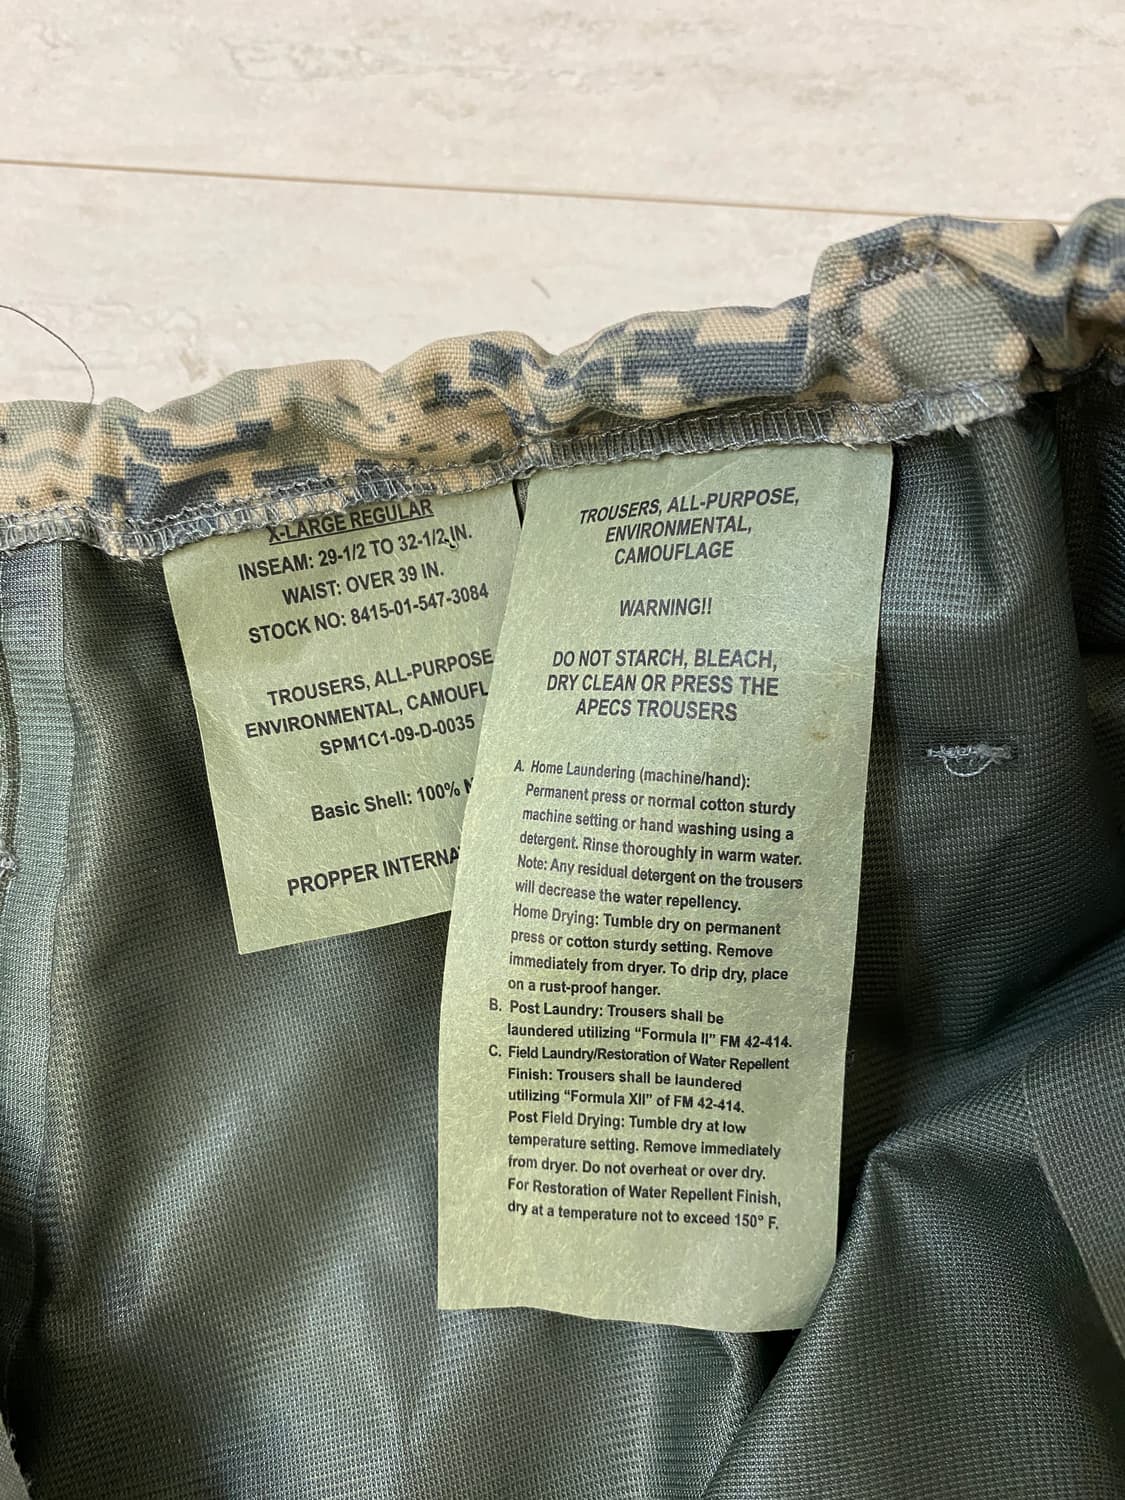 X-LARGE REGULAR
INSEAM: 29-1/2 TO 32-1/2 IN.
WAIST: OVER 39 IN.
STOCK NO: 8415-01-547-3084
TROUSERS, ALL-PURPOSE
ENVIRONMENTAL, CAMOUFL
SPM1C1-09-D-0035
Basic Shell: 100%
PROPPER INTERNA
TROUSERS, ALL-PURPOSE,
ENVIRONMENTAL,
CAMOUFLAGE
WARNING!!
DO NOT STARCH, BLEACH,
DRY CLEAN OR PRESS THE
APECS TROUSERS
A. Home Laundering (machine/hand):
Permanent press or normal cotton sturdy
machine setting or hand washing using a
detergent. Rinse thoroughly in warm water.
Note: Any residual detergent on the trousers
will decrease the water repellency.
Home Drying: Tumble dry on permanent
press or cotton sturdy setting. Remove
immediately from dryer. To drip dry, place
on a rust-proof hanger.
B. Post Laundry: Trousers shall be
laundered utilizing “Formula II” FM 42-414.
C. Field Laundry/Restoration of Water Repellent
Finish: Trousers shall be laundered
utilizing “Formula XII” of FM 42-414.
Post Field Drying: Tumble dry at low
temperature setting. Remove immediately
from dryer. Do not overheat or over dry.
For Restoration of Water Repellent Finish,
dry at a temperature not to exceed 150° F.